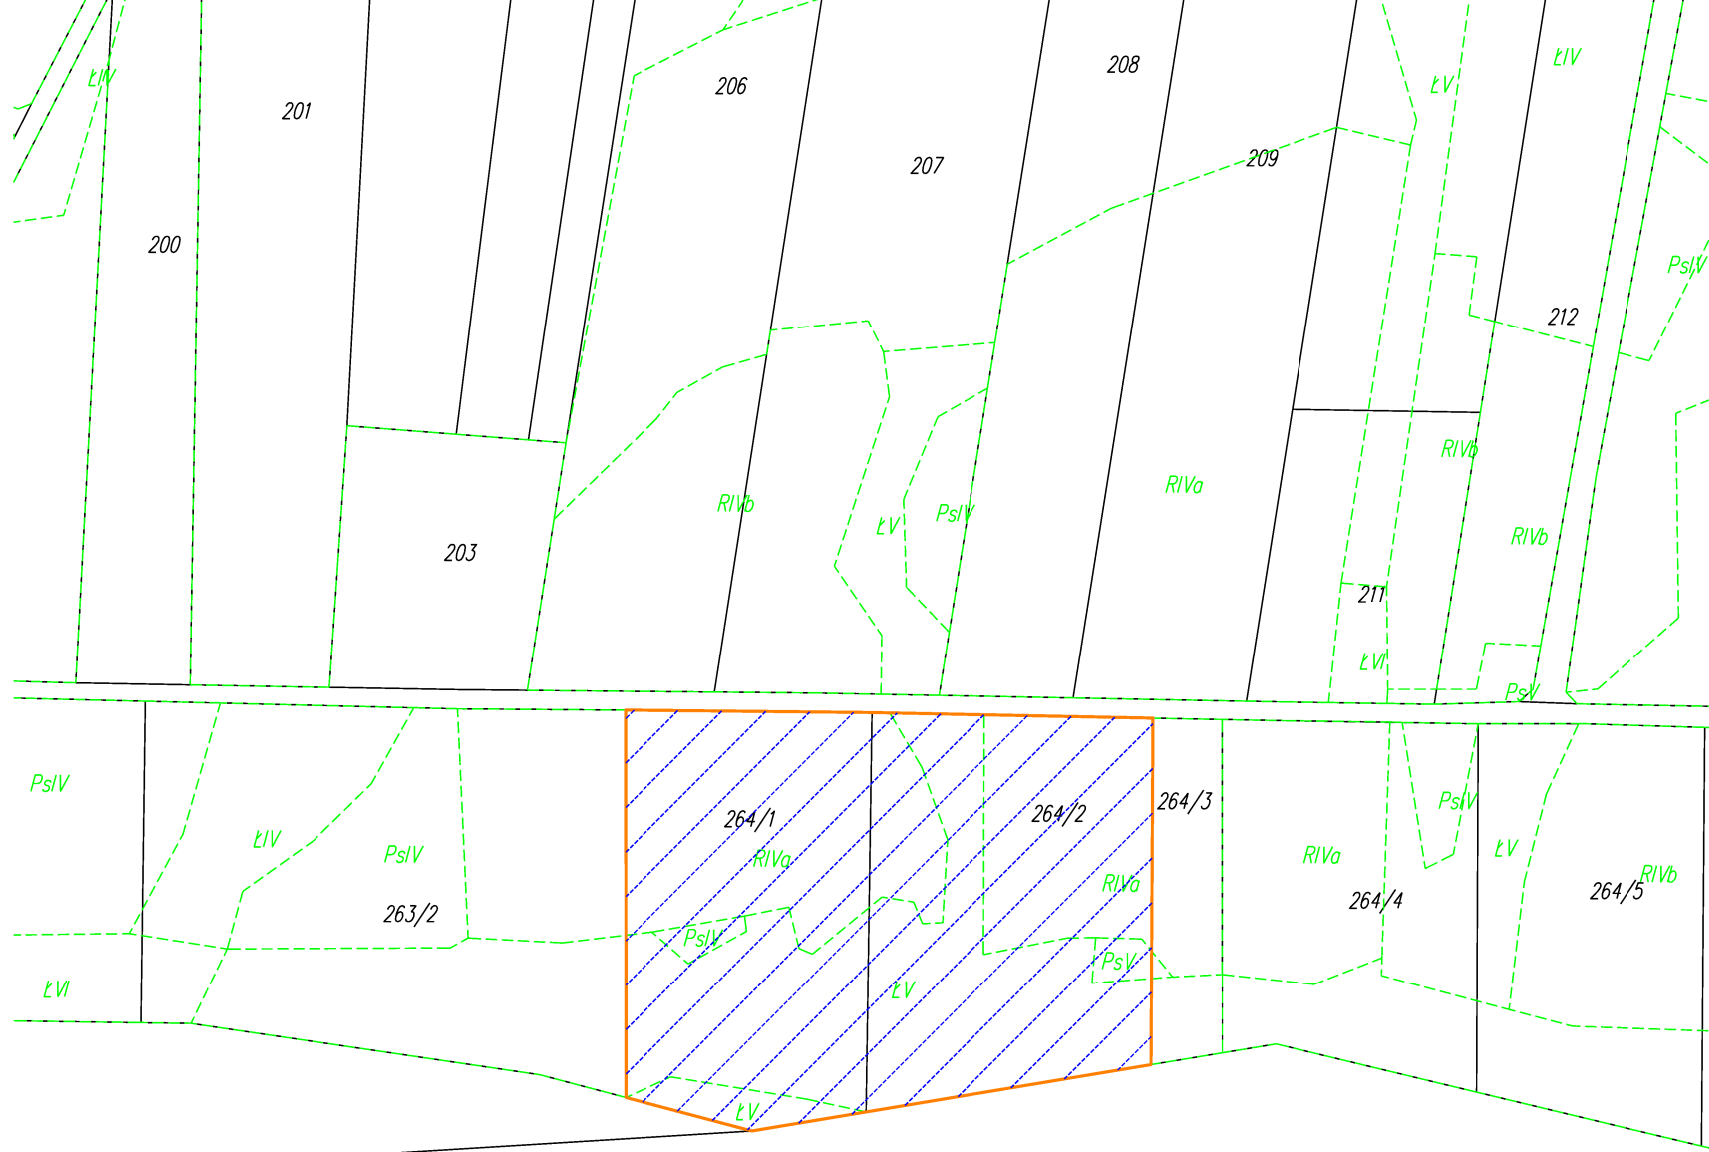 ŁIV
208
ŁV
ŁIV
206
201
207
209
200
PsIV
212
RIVb
RIVb
PsIV
RIVa
ŁV
RIVb
203
211
ŁVI
PsV
PsIV
264/1
264/2
264/3
PsIV
ŁIV
PsIV
RIVa
RIVa
ŁV
RIVa
264/4
264/5
RIVb
263/2
PsIV
PsV
ŁVI
ŁV
ŁV